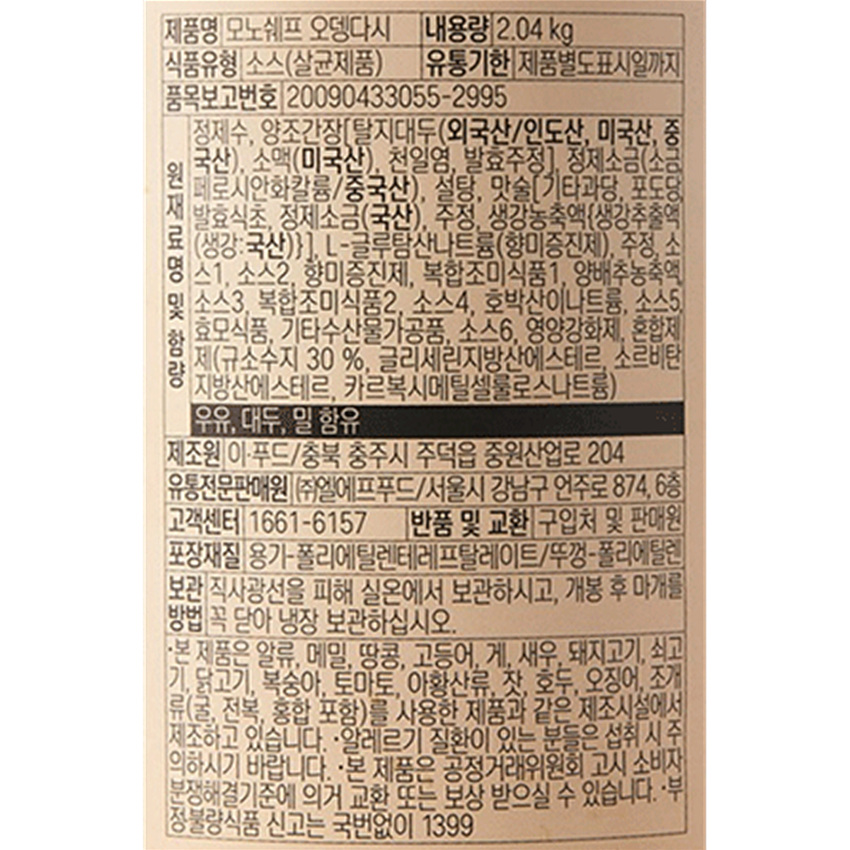 제품명 모노쉐프 오뎅다시 내용량 2.04 kg
식품유형 소스(살균제품) 유통기한 제품별도표시일까지
품목보고번호 20090433055-2995
원재료명 및 함량
정제수, 양조간장[탈지대두(외국산/인도산, 미국산, 중
국산), 소맥(미국산), 천일염, 발효주정], 정제소금(소금,
페로시안화칼륨/중국산), 설탕, 맛술[기타과당, 포도당,
발효식초, 정제소금(국산), 주정, 생강농축액{생강추출액
(생강:국산)}], L-글루탐산나트륨(향미증진제), 주정, 소
스1, 소스2, 향미증진제, 복합조미식품1, 양배추농축액,
소스3, 복합조미식품2, 소스4, 호박산이나트륨, 소스5,
효모식품, 기타수산물가공품, 소스6, 영양강화제, 혼합제
제(규소수지 30 %, 글리세린지방산에스테르, 소르비탄
지방산에스테르, 카르복시메틸셀룰로스나트륨)
우유, 대두, 밀 함유
제조원 이·푸드/충북 충주시 주덕읍 중원산업로 204
유통전문판매원 ㈜엘에프푸드/서울시 강남구 언주로 874, 6층
고객센터 1661-6157 반품 및 교환 구입처 및 판매원
포장재질 용기-폴리에틸렌테레프탈레이트/뚜껑-폴리에틸렌
보관 직사광선을 피해 실온에서 보관하시고, 개봉 후 마개를
방법 꼭 닫아 냉장 보관하십시오.
·본 제품은 알류, 메밀, 땅콩, 고등어, 게, 새우, 돼지고기, 쇠고
기, 닭고기, 복숭아, 토마토, 아황산류, 잣, 호두, 오징어, 조개
류(굴, 전복, 홍합 포함)를 사용한 제품과 같은 제조시설에서
제조하고 있습니다. ·알레르기 질환이 있는 분들은 섭취 시 주
의하시기 바랍니다. ·본 제품은 공정거래위원회 고시 소비자
분쟁해결기준에 의거 교환 또는 보상 받으실 수 있습니다. ·부
정불량식품 신고는 국번없이 1399